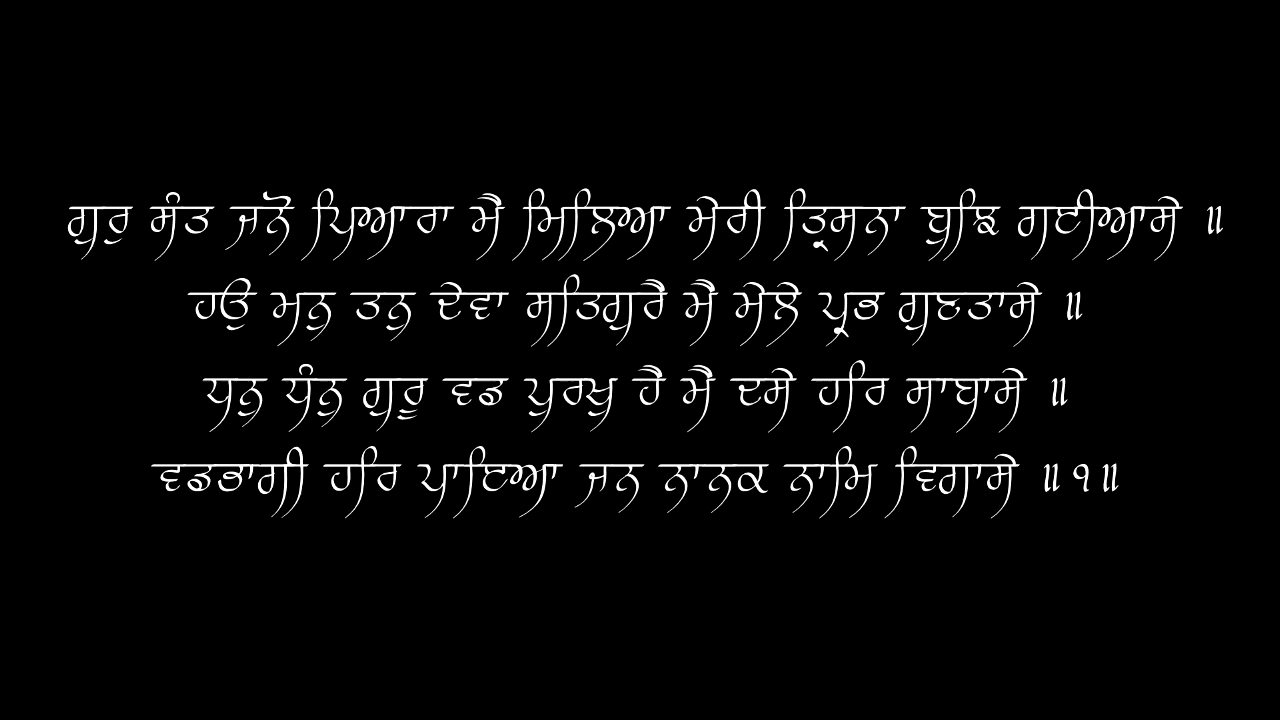 ਗੁਰ ਸੰਤ ਜਨੋ ਪਿਆਰਾ ਮੈ ਮਿਲਿਆ ਮੇਰੀ ਤ੍ਰਿਸਨਾ ਬੁਝਿ ਗਈਆਸੇ ॥
ਹਉ ਮਨੁ ਤਨੁ ਦੇਵਾ ਸਤਿਗੁਰੈ ਮੈ ਮੇਲੇ ਪ੍ਰਭ ਗੁਣਤਾਸੇ ॥
ਧਨੁ ਧੰਨੁ ਗੁਰੂ ਵਡ ਪੁਰਖੁ ਹੈ ਮੈ ਦਸੇ ਹਰਿ ਸਾਬਾਸੇ ॥
ਵਡਭਾਗੀ ਹਰਿ ਪਾਇਆ ਜਨ ਨਾਨਕ ਨਾਮਿ ਵਿਗਾਸੇ ॥੧॥